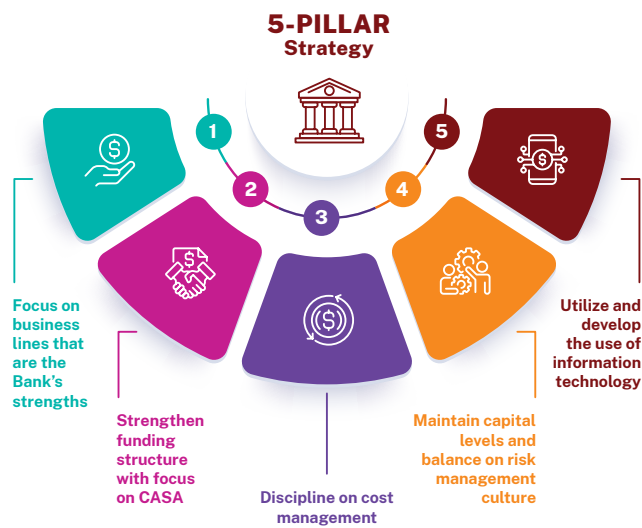 5-PILLAR
Strategy
1
2
3
4
5
$
$
$
$
Focus on
business
lines that
are the
Bank's
strengths
Strengthen
funding
structure
with focus
on CASA
Discipline on cost
management
Maintain capital
levels and
balance on risk
management
culture
Utilize and
develop
the use of
information
technology